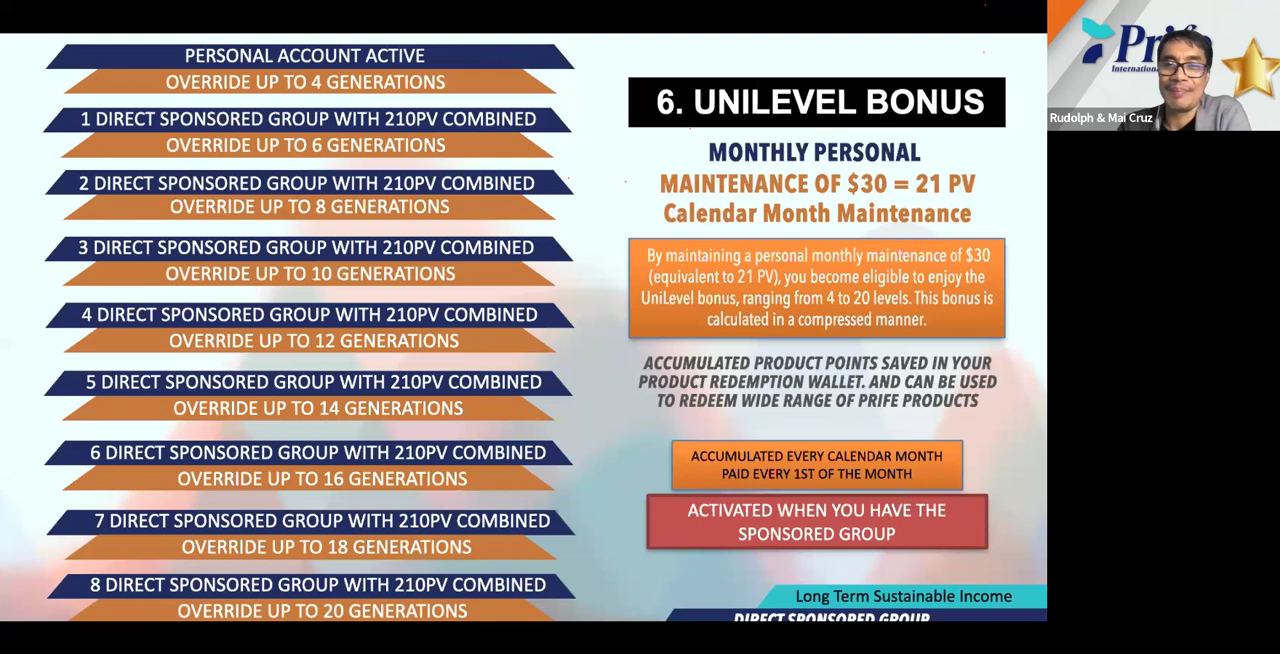 PERSONAL ACCOUNT ACTIVE
OVERRIDE UP TO 4 GENERATIONS
1 DIRECT SPONSORED GROUP WITH 210PV COMBINED
OVERRIDE UP TO 6 GENERATIONS
2 DIRECT SPONSORED GROUP WITH 210PV COMBINED
OVERRIDE UP TO 8 GENERATIONS
3 DIRECT SPONSORED GROUP WITH 210PV COMBINED
OVERRIDE UP TO 10 GENERATIONS
4 DIRECT SPONSORED GROUP WITH 210PV COMBINED
OVERRIDE UP TO 12 GENERATIONS
5 DIRECT SPONSORED GROUP WITH 210PV COMBINED
OVERRIDE UP TO 14 GENERATIONS
6 DIRECT SPONSORED GROUP WITH 210PV COMBINED
OVERRIDE UP TO 16 GENERATIONS
7 DIRECT SPONSORED GROUP WITH 210PV COMBINED
OVERRIDE UP TO 18 GENERATIONS
8 DIRECT SPONSORED GROUP WITH 210PV COMBINED
OVERRIDE UP TO 20 GENERATIONS
6. UNILEVEL BONUS
MONTHLY PERSONAL
MAINTENANCE OF $30 = 21 PV
Calendar Month Maintenance
By maintaining a personal monthly maintenance of $30
(equivalent to 21 PV), you become eligible to enjoy the
UniLevel bonus, ranging from 4 to 20 levels. This bonus is
calculated in a compressed manner.
ACCUMULATED PRODUCT POINTS SAVED IN YOUR
PRODUCT REDEMPTION WALLET. AND CAN BE USED
TO REDEEM WIDE RANGE OF PRIFE PRODUCTS
ACCUMULATED EVERY CALENDAR MONTH
PAID EVERY 1ST OF THE MONTH
ACTIVATED WHEN YOU HAVE THE
SPONSORED GROUP
Long Term Sustainable Income
DIRECT SPONSORED GROUP
Prife
International
Rudolph & Mai Cruz